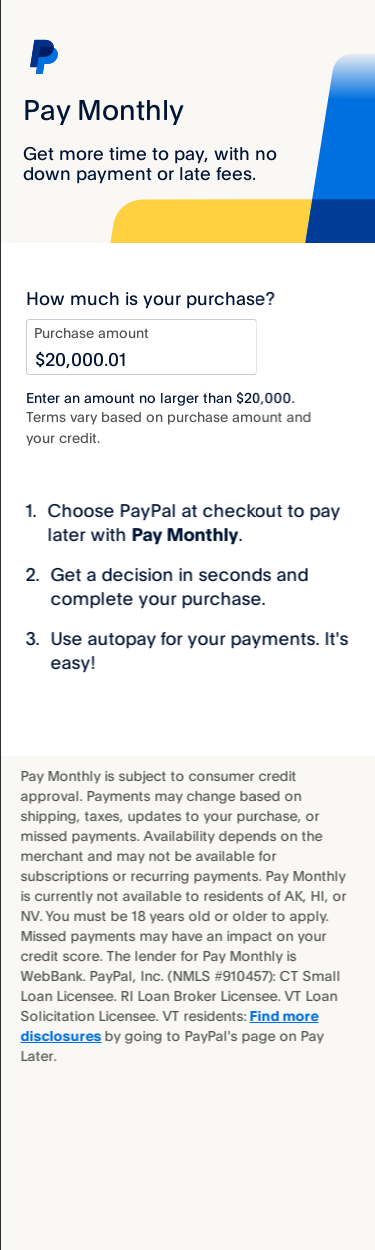 Pay Monthly
Get more time to pay, with no
down payment or late fees.
How much is your purchase?
Purchase amount
$20,000.01
Enter an amount no larger than $20,000.
Terms vary based on purchase amount and
your credit.
1. Choose PayPal at checkout to pay
later with Pay Monthly.
2. Get a decision in seconds and
complete your purchase.
3. Use autopay for your payments. It's
easy!
Pay Monthly is subject to consumer credit
approval. Payments may change based on
shipping, taxes, updates to your purchase, or
missed payments. Availability depends on the
merchant and may not be available for
subscriptions or recurring payments. Pay Monthly
is currently not available to residents of AK, HI, or
NV. You must be 18 years old or older to apply.
Missed payments may have an impact on your
credit score. The lender for Pay Monthly is
WebBank. PayPal, Inc. (NMLS #910457): CT Small
Loan Licensee. RI Loan Broker Licensee. VT Loan
Solicitation Licensee. VT residents: Find more
disclosures by going to PayPal's page on Pay
Later.